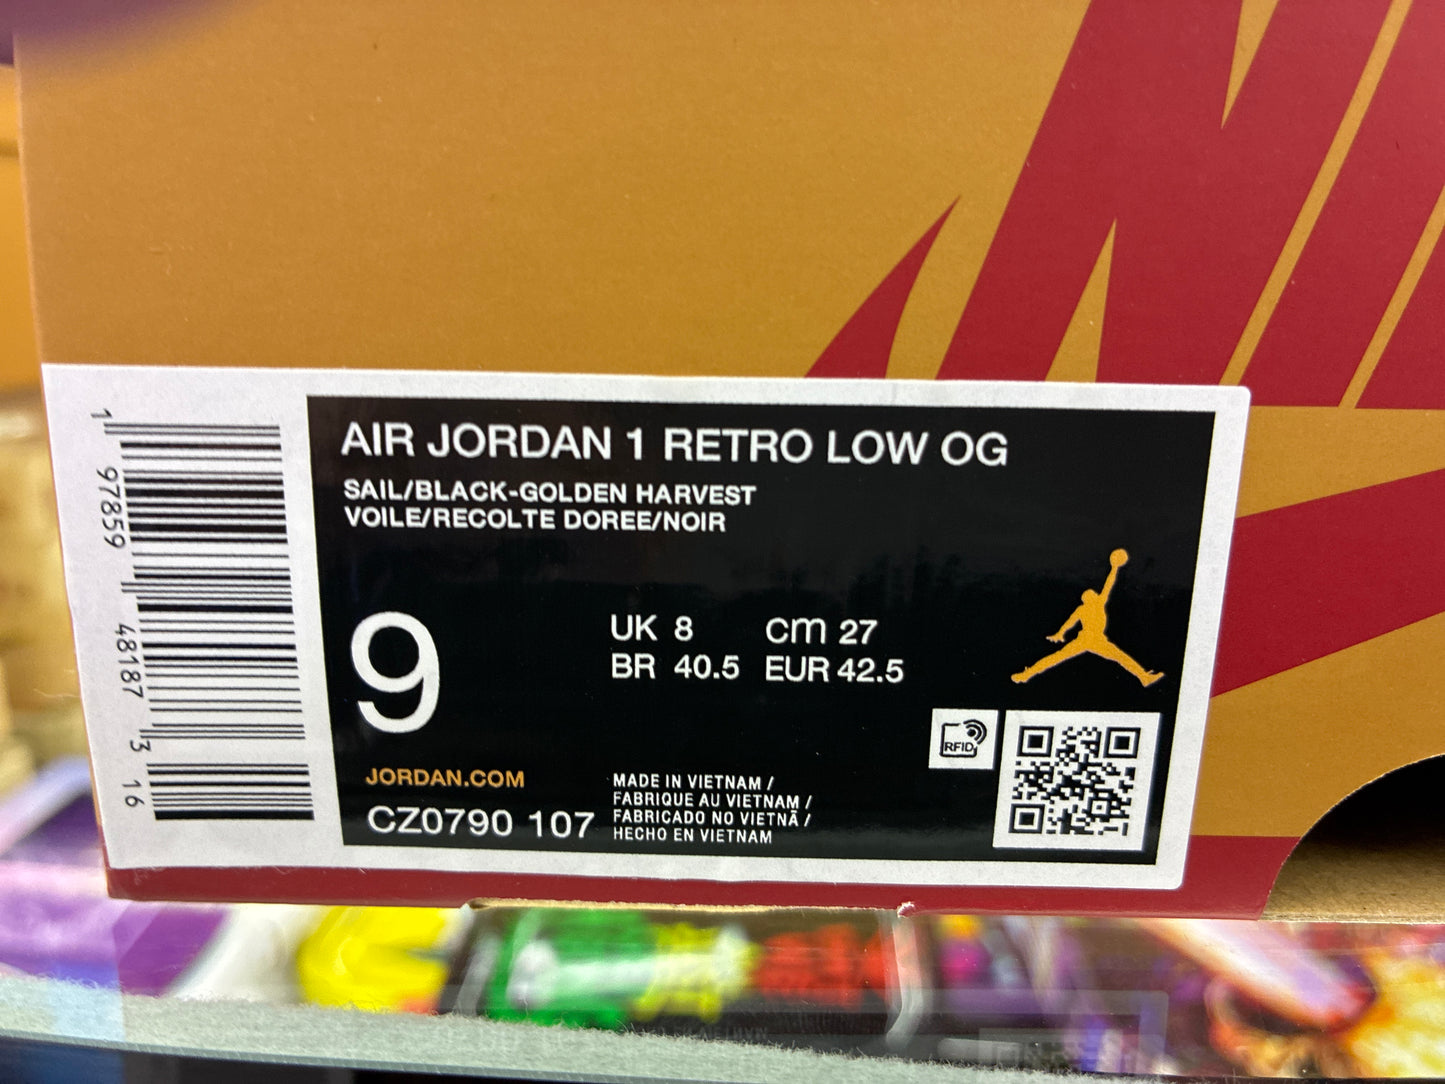 AIR JORDAN 1 RETRO LOW OG
SAIL/BLACK-GOLDEN HARVEST
VOILE/RECOLTE DOREE/NOIR
9
UK 8
cm 27
BR 40.5
EUR 42.5
RFID
JORDAN.COM
CZ0790 107
MADE IN VIETNAM /
FABRIQUE AU VIETNAM /
FABRICADO NO VIETNÃ /
HECHO EN VIETNAM
1 97859 48187 3 16